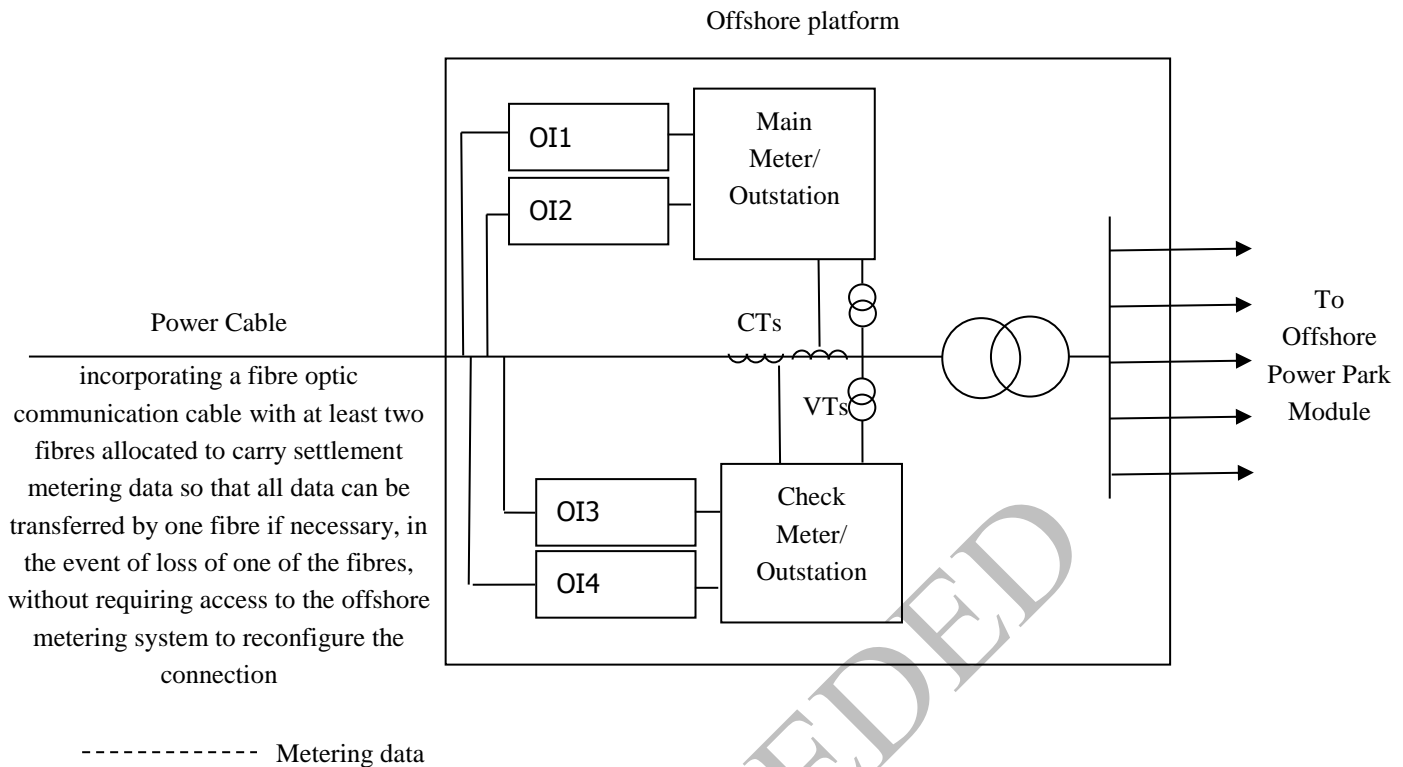 Offshore platform
OI1
OI2
Main
Meter/
Outstation
Power Cable
CTs
VTs
incorporating a fibre optic
communication cable with at least two
fibres allocated to carry settlement
metering data so that all data can be
transferred by one fibre if necessary, in
the event of loss of one of the fibres,
without requiring access to the offshore
metering system to reconfigure the
connection
OI3
OI4
Check
Meter/
Outstation
To
Offshore
Power Park
Module
Metering data
EDED